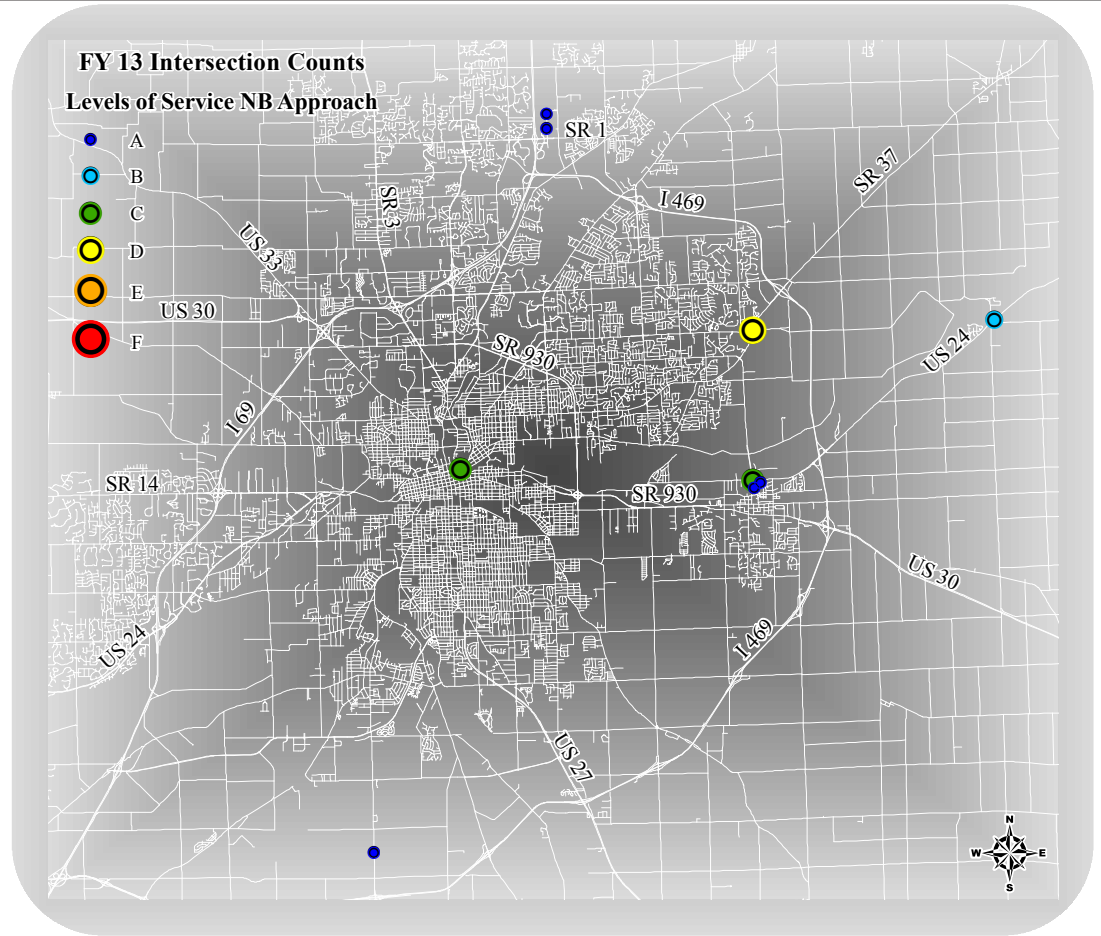 FY 13 Intersection Counts
Levels of Service NB Approach
A
B
C
D
E
F
SR 1
SR 37
I 469
SR 3
US 33
US 30
SR 930
US 24
I 69
SR 14
SR 930
US 30
US 24
I 469
US 27
N
W
E
S